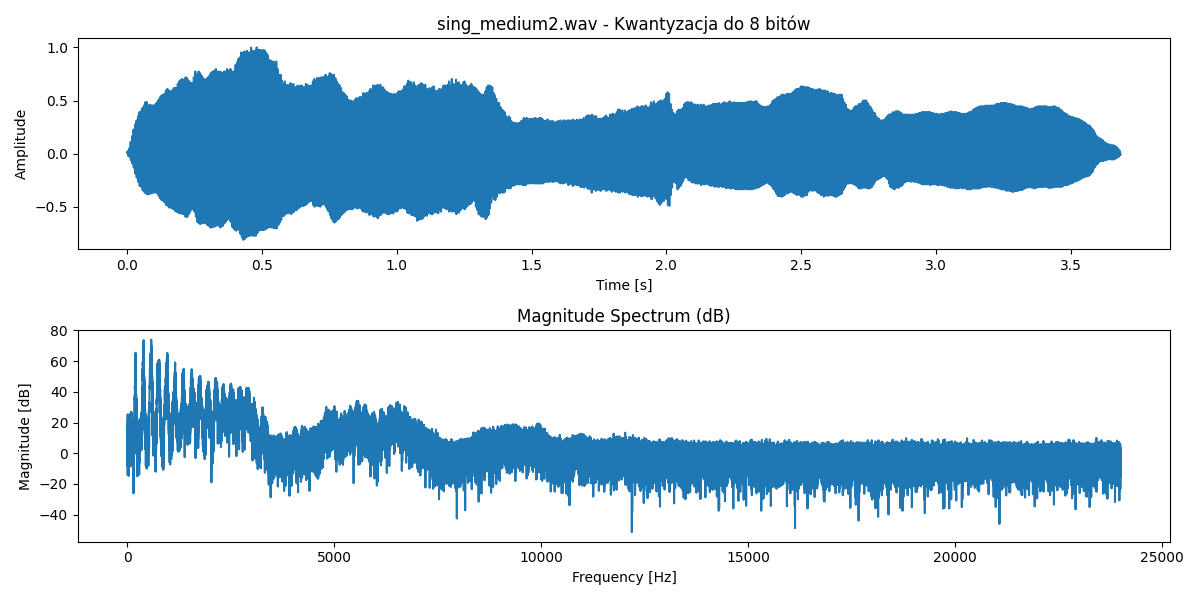 sing_medium2.wav - Kwantyzacja do 8 bitów
1.0
0.5
0.0
−0.5
Amplitude
0.0 0.5 1.0 1.5 2.0 2.5 3.0 3.5
Time [s]
Magnitude Spectrum (dB)
80
60
40
20
0
−20
−40
Magnitude [dB]
0 5000 10000 15000 20000 25000
Frequency [Hz]